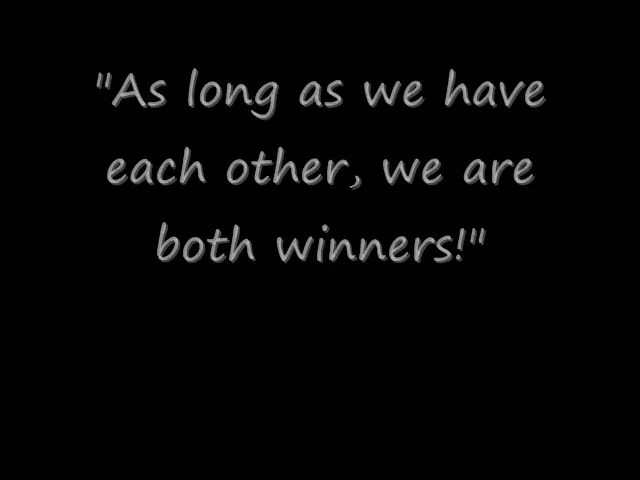 "As long as we have
each other, we are
both winners!"